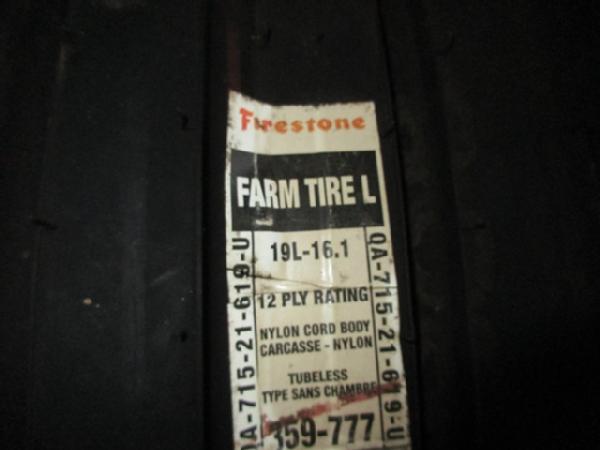 Firestone
FARM TIRE L
19L-16.1
12 PLY RATING
NYLON CORD BODY
CARCASSE - NYLON
TUBELESS
TYPE SANS CHAMBRE
359-777
QA-715-21-619-U
QA-715-21-619-U